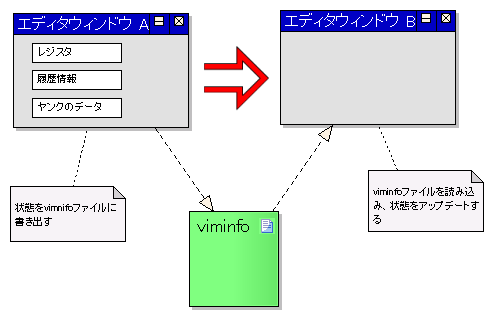 エディタウィンドウ A
エディタウィンドウ B
レジスタ
履歴情報
ヤンクのデータ
状態をvimnifoファイルに
書き出す
viminfo
viminfoファイルを読み込
み、状態をアップデートす
る